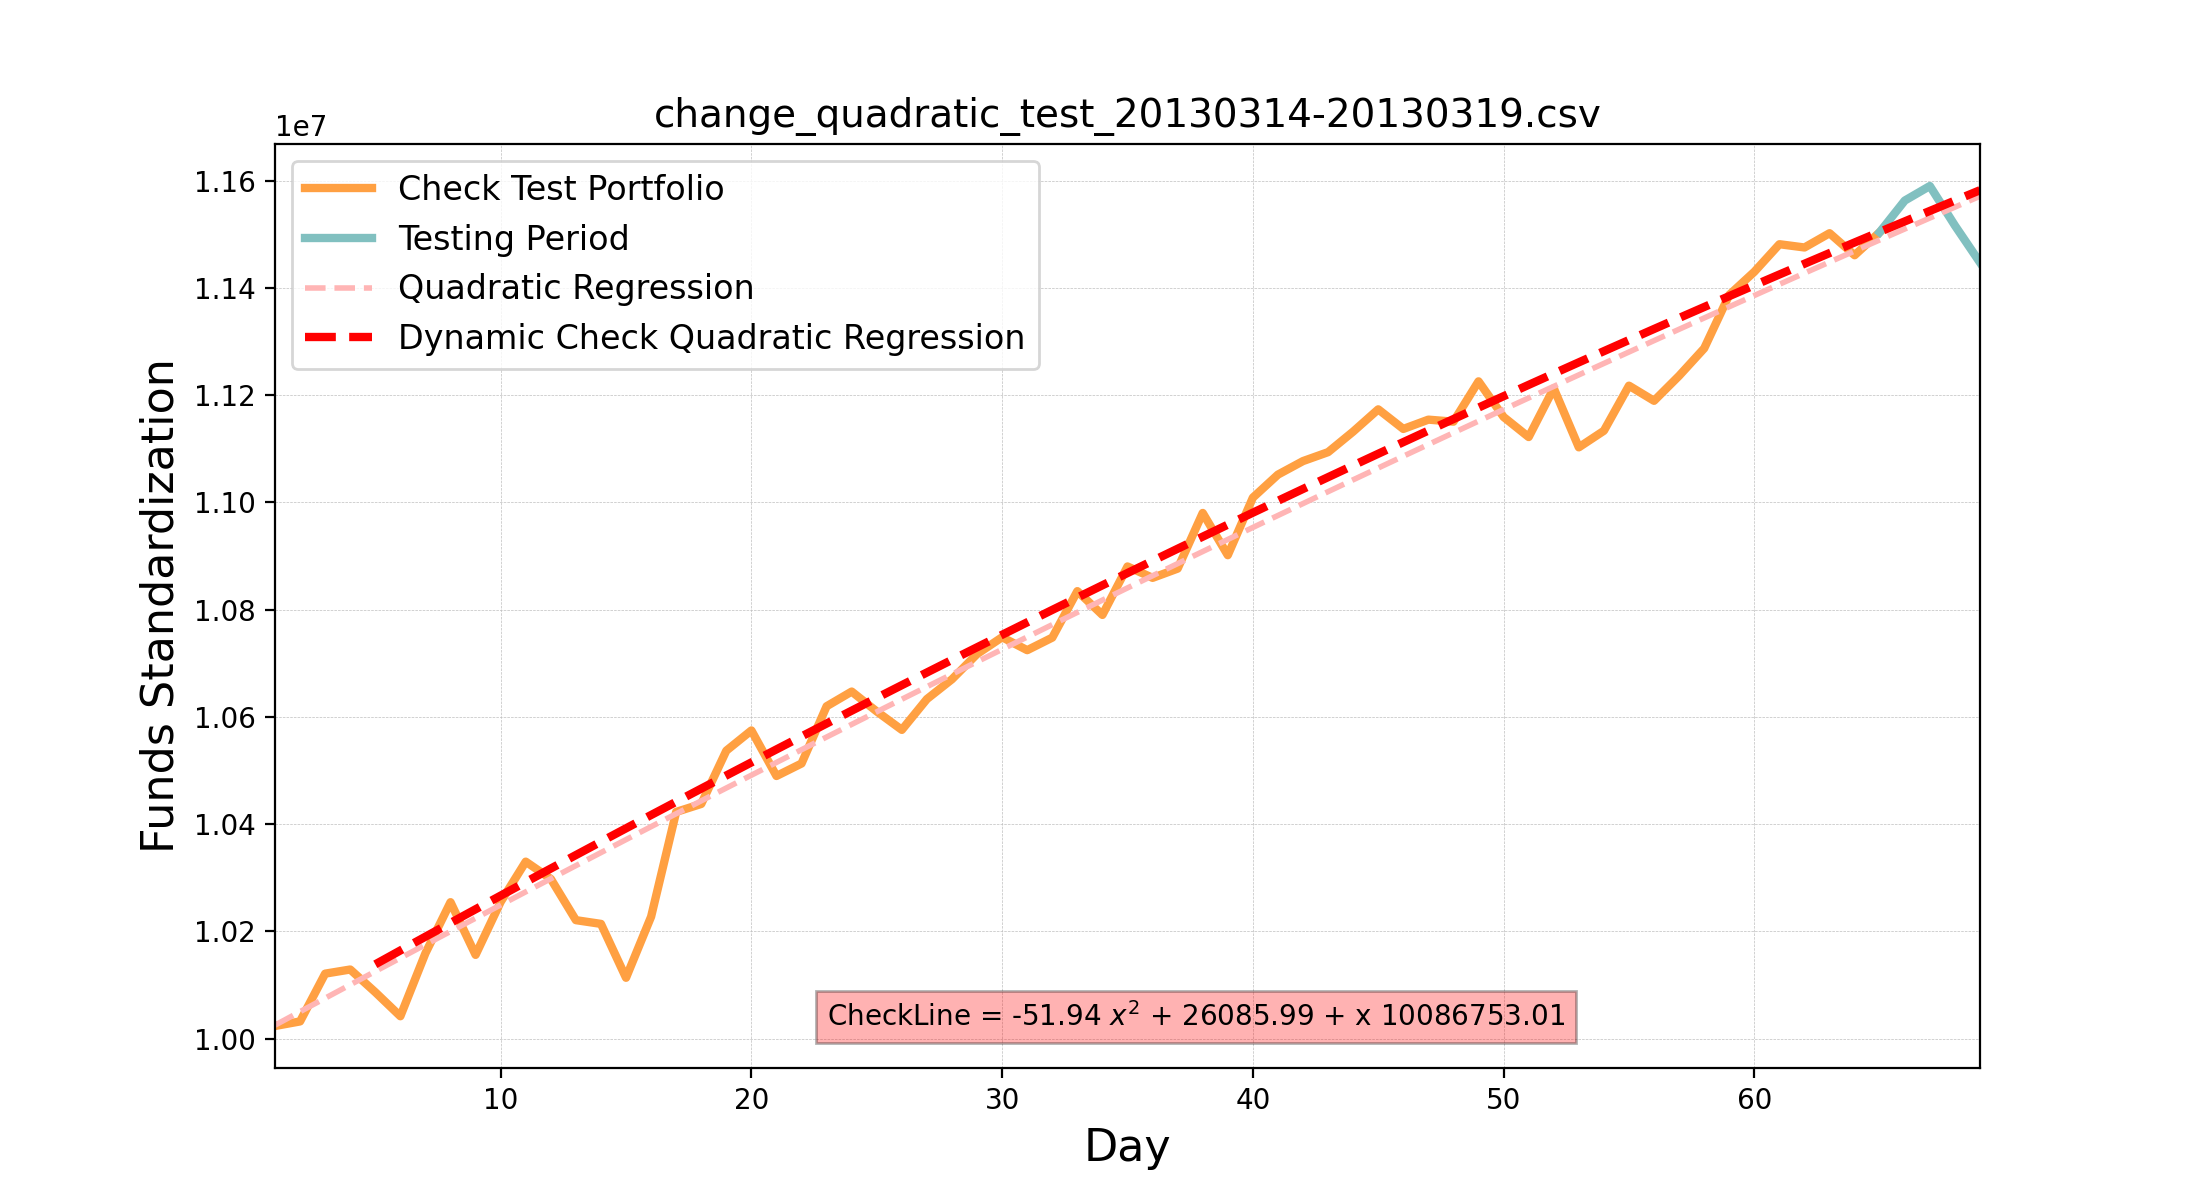 change_quadratic_test_20130314-20130319.csv
1e7
Check Test Portfolio
Testing Period
Quadratic Regression
Dynamic Check Quadratic Regression
1.16
1.14
1.12
1.10
1.08
1.06
1.04
1.02
1.00
Funds Standardization
CheckLine = -51.94 x² + 26085.99 + x 10086753.01
10 20 30 40 50 60
Day